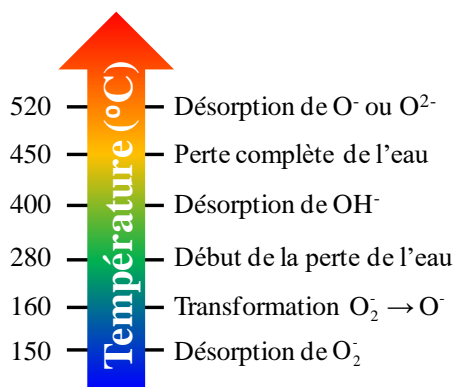 Température (°C)
520 Désorption de O⁻ ou O²⁻
450 Perte complète de l'eau
400 Désorption de OH⁻
280 Début de la perte de l'eau
160 Transformation O₂⁻ → O⁻
150 Désorption de O₂⁻